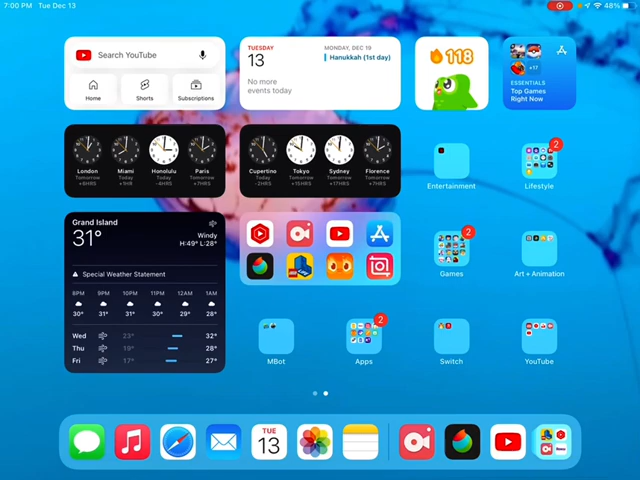 7:00 PM Tue Dec 13
48%
Search YouTube
Home Shorts Subscriptions
TUESDAY
13
No more
events today
MONDAY, DEC 19
Hanukkah (1st day)
118
+17
ESSENTIALS
Top Games
Right Now
London Miami Honolulu Paris
Tomorrow Today Today Tomorrow
+6HRS +1HR -4HRS +7HRS
Cupertino Tokyo Sydney Florence
Today Tomorrow Tomorrow Tomorrow
-2HRS +15HRS +17HRS +7HRS
Entertainment
2
Lifestyle
Grand Island
31°
Windy
H:49° L:28°
Special Weather Statement
8PM 9PM 10PM 11PM 12AM 1AM
30° 31° 31° 30° 29° 28°
Wed 23° 32°
Thu 19° 28°
Fri 17° 27°
2
Games
Art + Animation
MBot
2
Apps
Switch
YouTube
TUE
13